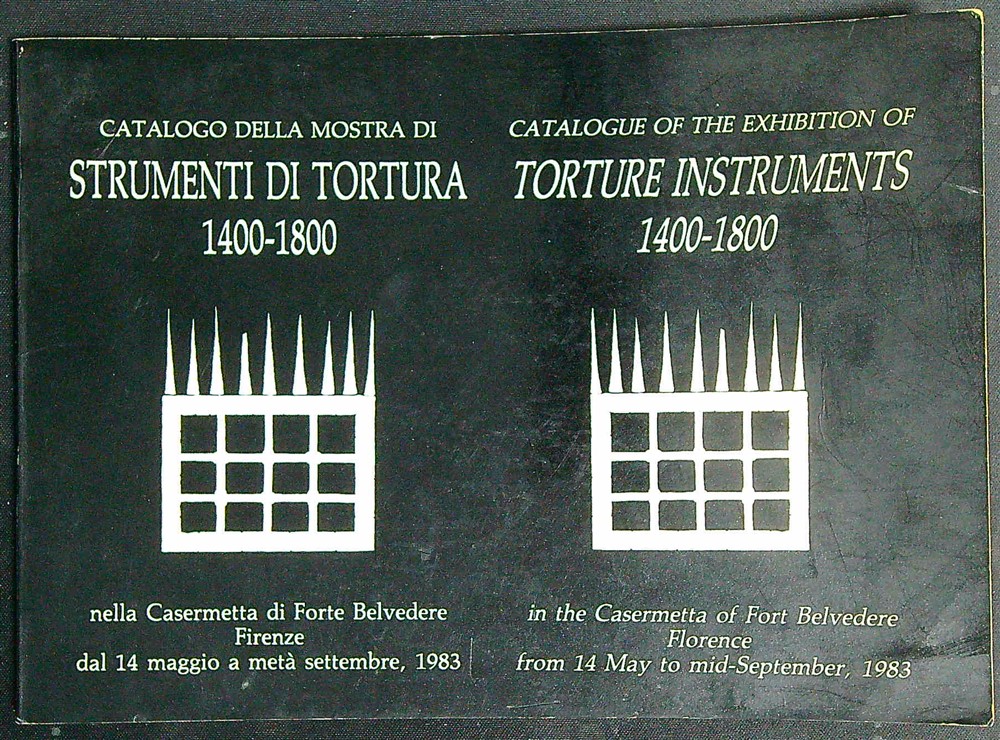 CATALOGO DELLA MOSTRA DI
STRUMENTI DI TORTURA
1400-1800
nella Casermetta di Forte Belvedere
Firenze
dal 14 maggio a metà settembre, 1983
CATALOGUE OF THE EXHIBITION OF
TORTURE INSTRUMENTS
1400-1800
in the Casermetta of Fort Belvedere
Florence
from 14 May to mid-September, 1983